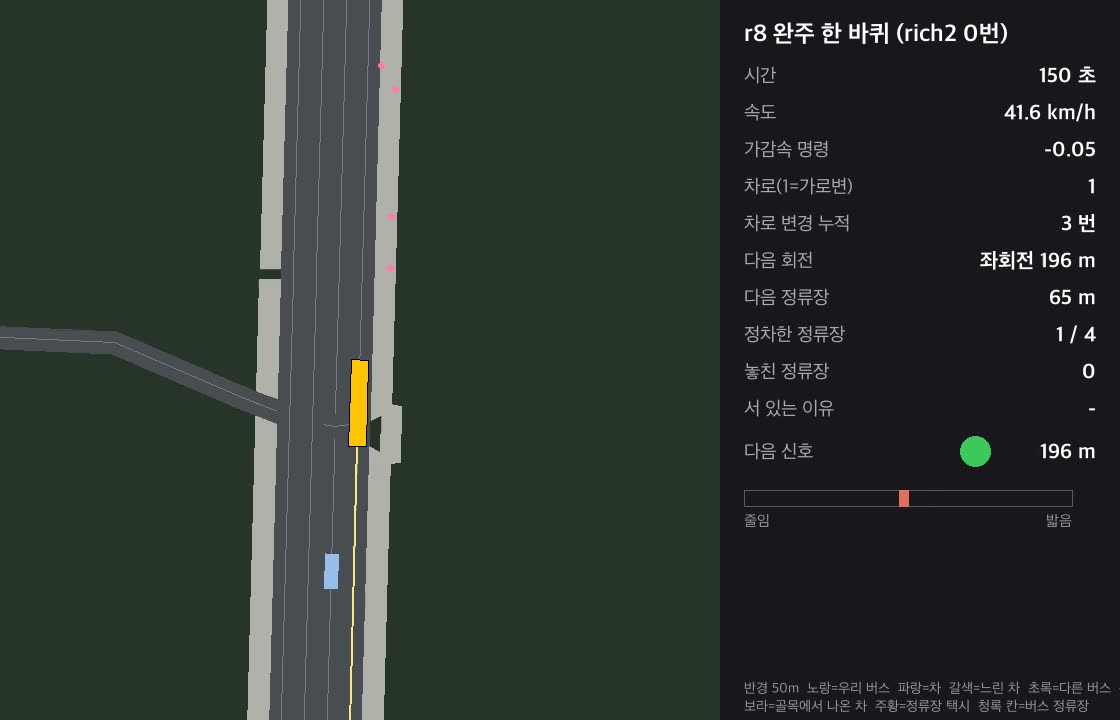 r8 완주 한 바퀴 (rich2 0번)
시간 150 초
속도 41.6 km/h
가감속 명령 -0.05
차로(1=가로변) 1
차로 변경 누적 3 번
다음 회전 좌회전 196 m
다음 정류장 65 m
정차한 정류장 1 / 4
놓친 정류장 0
서 있는 이유 -
다음 신호 196 m
줄임 밟음
반경 50m 노랑=우리 버스 파랑=차 갈색=느린 차 초록=다른 버스
보라=골목에서 나온 차 주황=정류장 택시 청록 칸=버스 정류장